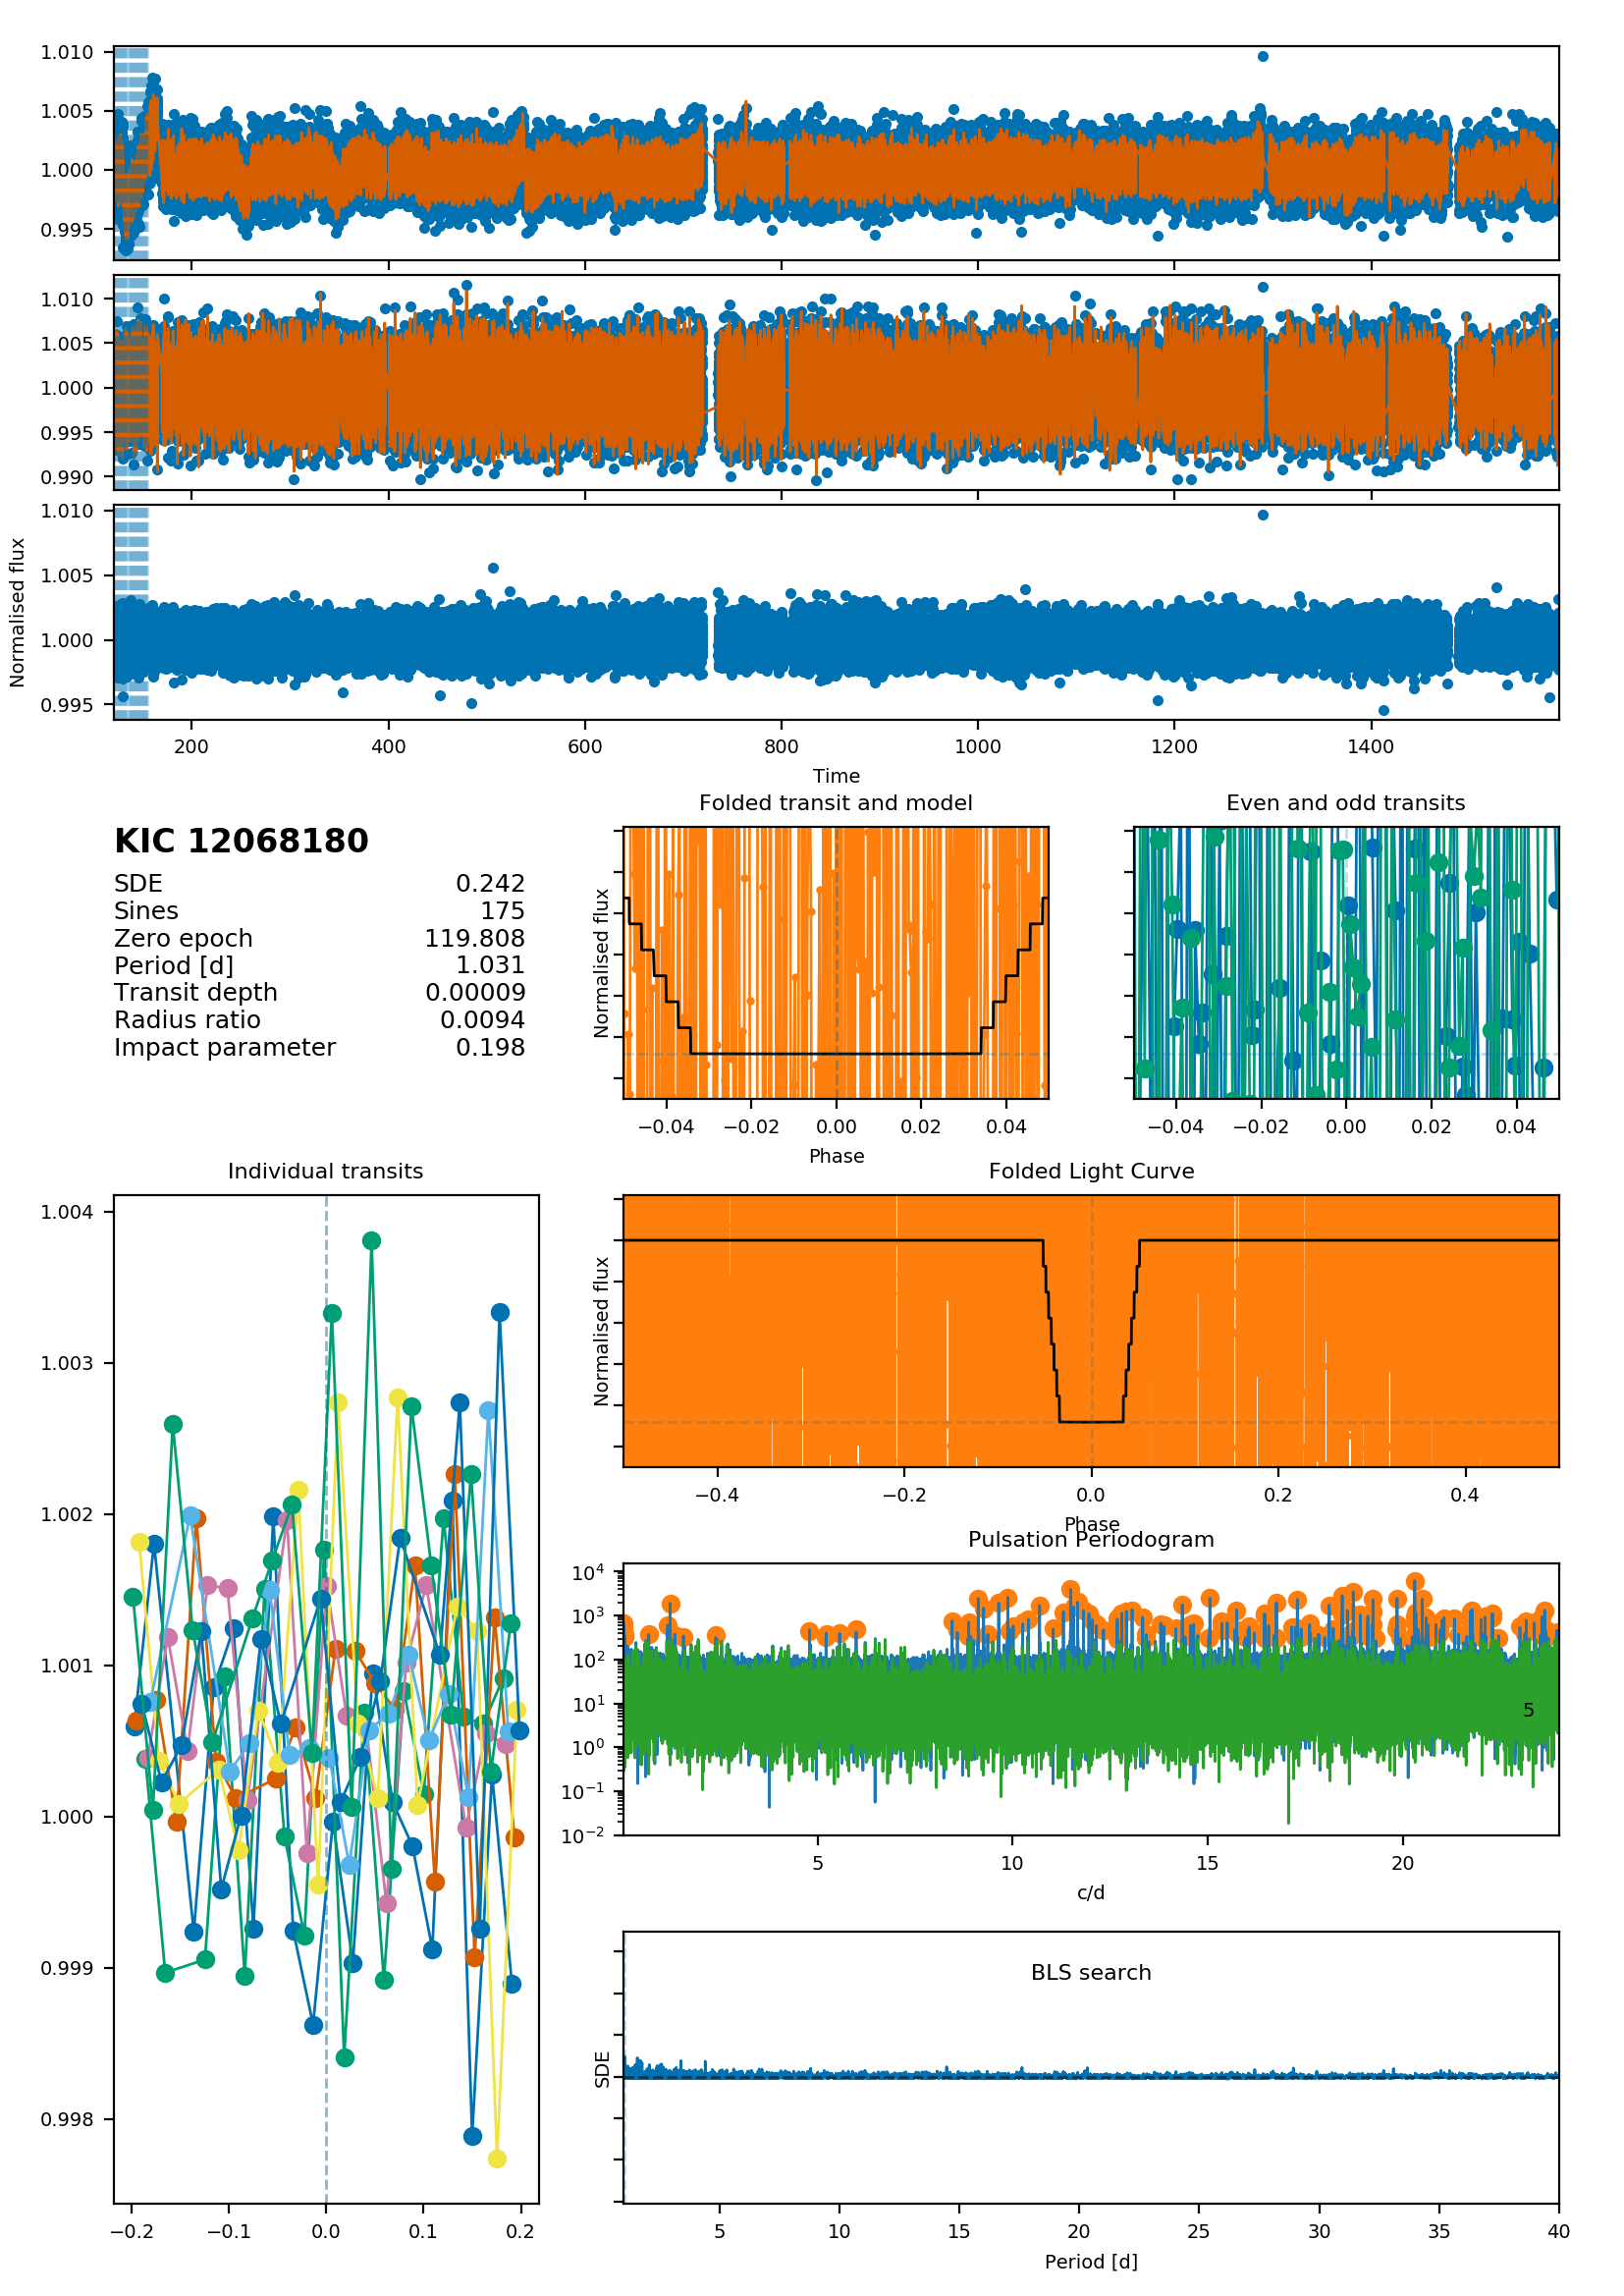 1.010
1.005
1.000
0.995
1.010
1.005
1.000
0.995
0.990
1.010
1.005
1.000
0.995
Normalised flux
200 400 600 800 1000 1200 1400
Time
KIC 12068180
SDE 0.242
Sines 175
Zero epoch 119.808
Period [d] 1.031
Transit depth 0.00009
Radius ratio 0.0094
Impact parameter 0.198
Folded transit and model
Normalised flux
−0.04 −0.02 0.00 0.02 0.04
Phase
Even and odd transits
−0.04 −0.02 0.00 0.02 0.04
Individual transits
1.004
1.003
1.002
1.001
1.000
0.999
0.998
−0.2 −0.1 0.0 0.1 0.2
Folded Light Curve
Normalised flux
−0.4 −0.2 0.0 0.2 0.4
Phase
Pulsation Periodogram
10⁴
10³
10²
10¹
10⁰
10⁻¹
10⁻²
5
5 10 15 20
c/d
BLS search
SDE
5 10 15 20 25 30 35 40
Period [d]